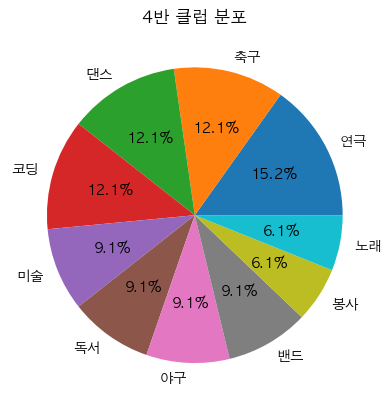 4반 클럽 분포
축구
댄스
연극
12.1%
12.1%
15.2%
코딩
12.1%
6.1%
노래
9.1%
6.1%
미술
9.1%
9.1%
9.1%
봉사
독서
밴드
야구